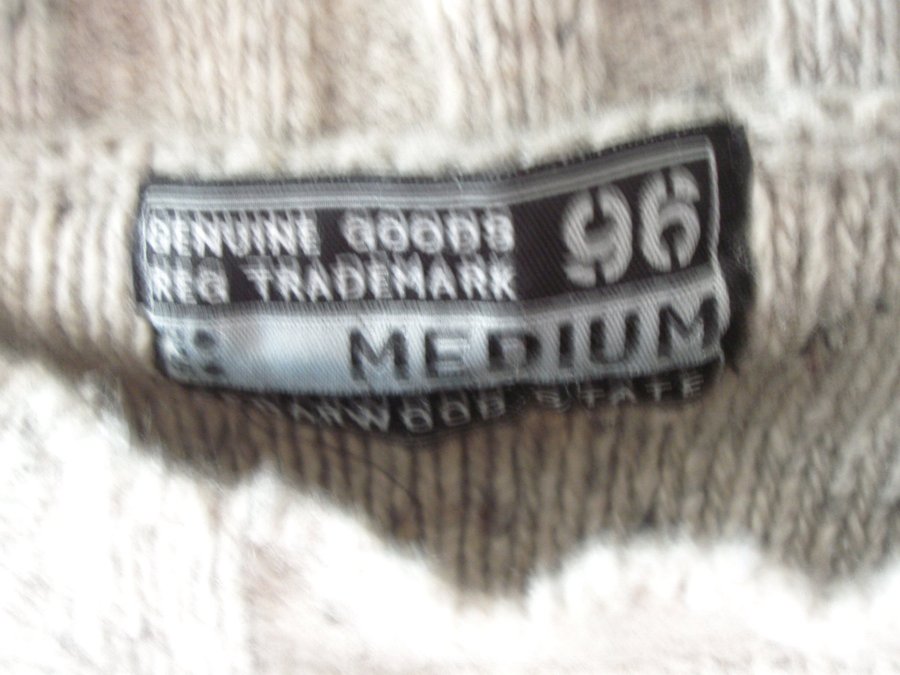 GENUINE GOODS
REG TRADEMARK
96
MEDIUM
STATE